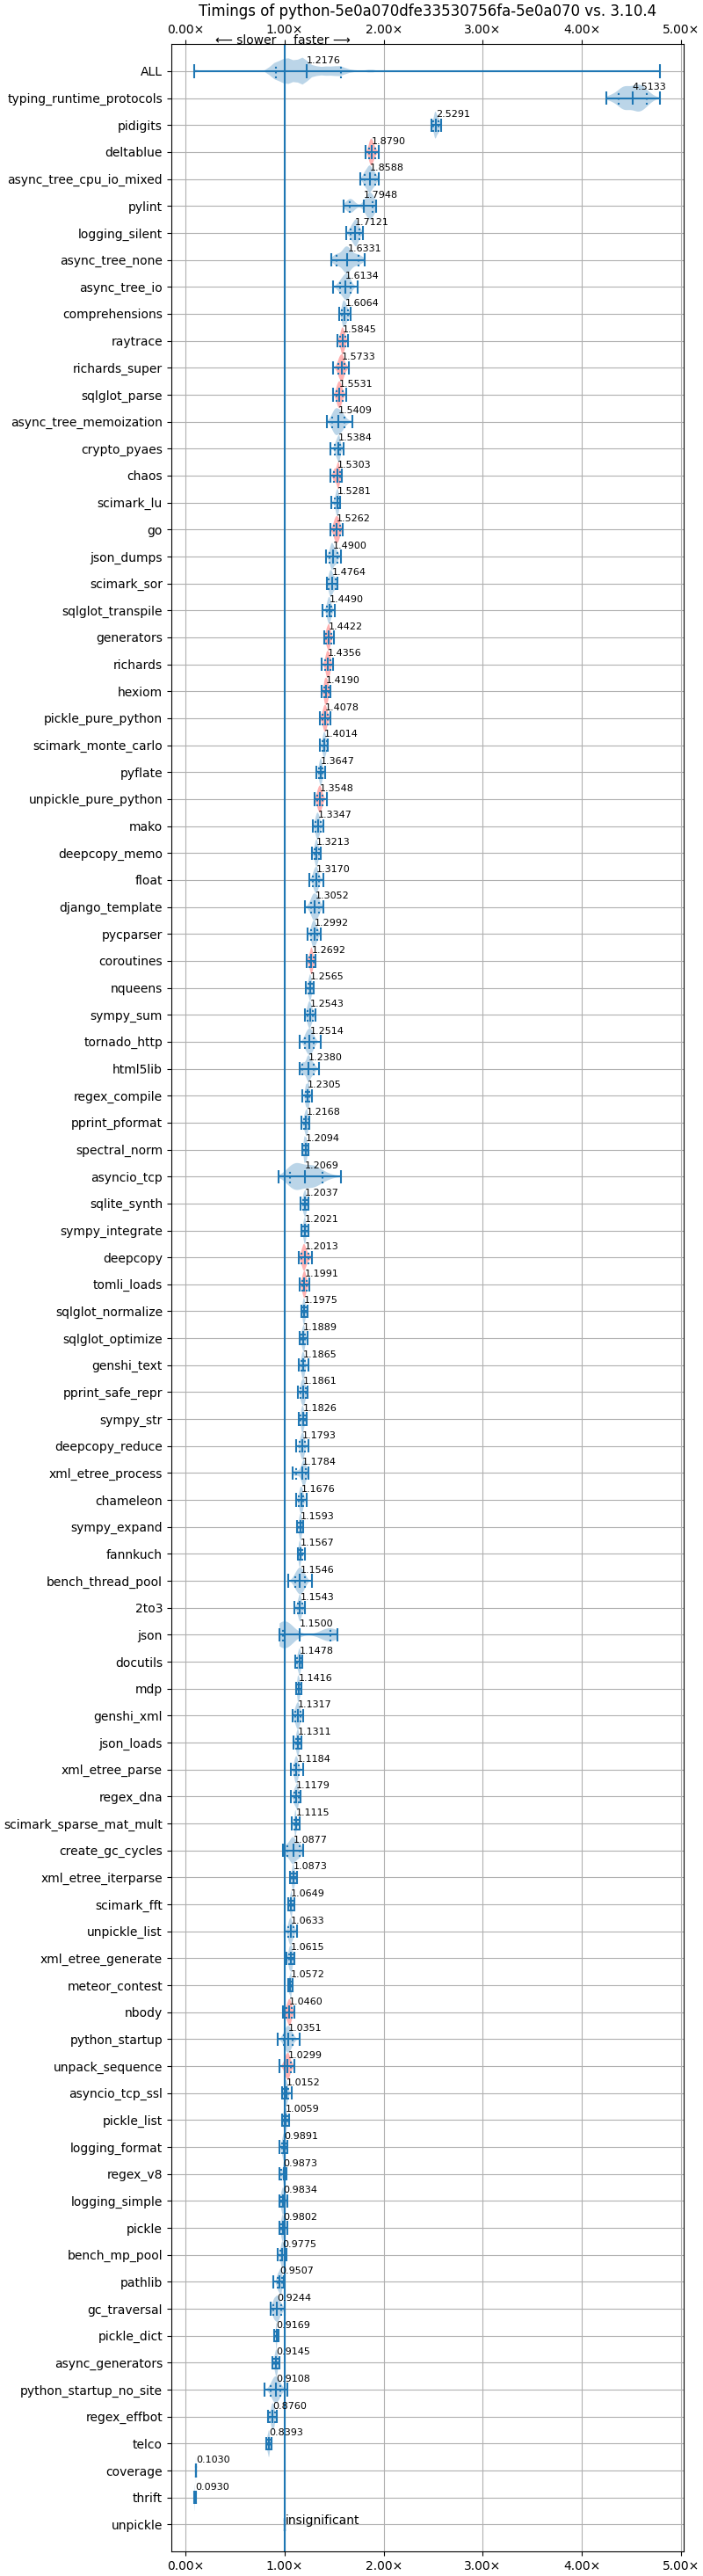 Timings of python-5e0a070dfe33530756fa-5e0a070 vs. 3.10.4
0.00× 1.00× 2.00× 3.00× 4.00× 5.00×
⟵ slower faster ⟶
ALL 1.2176
typing_runtime_protocols 4.5133
pidigits 2.5291
deltablue 1.8790
async_tree_cpu_io_mixed 1.8588
pylint 1.7948
logging_silent 1.7121
async_tree_none 1.6331
async_tree_io 1.6134
comprehensions 1.6064
raytrace 1.5845
richards_super 1.5733
sqlglot_parse 1.5531
async_tree_memoization 1.5409
crypto_pyaes 1.5384
chaos 1.5303
scimark_lu 1.5281
go 1.5262
json_dumps 1.4900
scimark_sor 1.4764
sqlglot_transpile 1.4490
generators 1.4422
richards 1.4356
hexiom 1.4190
pickle_pure_python 1.4078
scimark_monte_carlo 1.4014
pyflate 1.3647
unpickle_pure_python 1.3548
mako 1.3347
deepcopy_memo 1.3213
float 1.3170
django_template 1.3052
pycparser 1.2992
coroutines 1.2692
nqueens 1.2565
sympy_sum 1.2543
tornado_http 1.2514
html5lib 1.2380
regex_compile 1.2305
pprint_pformat 1.2168
spectral_norm 1.2094
asyncio_tcp 1.2069
sqlite_synth 1.2037
sympy_integrate 1.2021
deepcopy 1.2013
tomli_loads 1.1991
sqlglot_normalize 1.1975
sqlglot_optimize 1.1889
genshi_text 1.1865
pprint_safe_repr 1.1861
sympy_str 1.1826
deepcopy_reduce 1.1793
xml_etree_process 1.1784
chameleon 1.1676
sympy_expand 1.1593
fannkuch 1.1567
bench_thread_pool 1.1546
2to3 1.1543
json 1.1500
docutils 1.1478
mdp 1.1416
genshi_xml 1.1317
json_loads 1.1311
xml_etree_parse 1.1184
regex_dna 1.1179
scimark_sparse_mat_mult 1.1115
create_gc_cycles 1.0877
xml_etree_iterparse 1.0873
scimark_fft 1.0649
unpickle_list 1.0633
xml_etree_generate 1.0615
meteor_contest 1.0572
nbody 1.0460
python_startup 1.0351
unpack_sequence 1.0299
asyncio_tcp_ssl 1.0152
pickle_list 1.0059
logging_format 0.9891
regex_v8 0.9873
logging_simple 0.9834
pickle 0.9802
bench_mp_pool 0.9775
pathlib 0.9507
gc_traversal 0.9244
pickle_dict 0.9169
async_generators 0.9145
python_startup_no_site 0.9108
regex_effbot 0.8760
telco 0.8393
coverage 0.1030
thrift 0.0930
unpickle insignificant
0.00× 1.00× 2.00× 3.00× 4.00× 5.00×